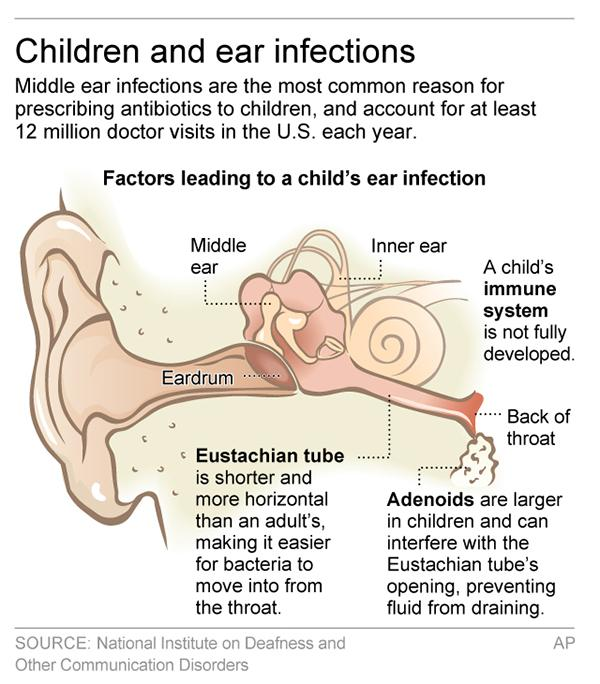 Children and ear infections
Middle ear infections are the most common reason for
prescribing antibiotics to children, and account for at least
12 million doctor visits in the U.S. each year.
Factors leading to a child's ear infection
Middle
ear
Inner ear
A child's
immune
system
is not fully
developed.
Eardrum
Back of
throat
Eustachian tube
is shorter and
more horizontal
than an adult's,
making it easier
for bacteria to
move into from
the throat.
Adenoids are larger
in children and can
interfere with the
Eustachian tube's
opening, preventing
fluid from draining.
SOURCE: National Institute on Deafness and
Other Communication Disorders
AP